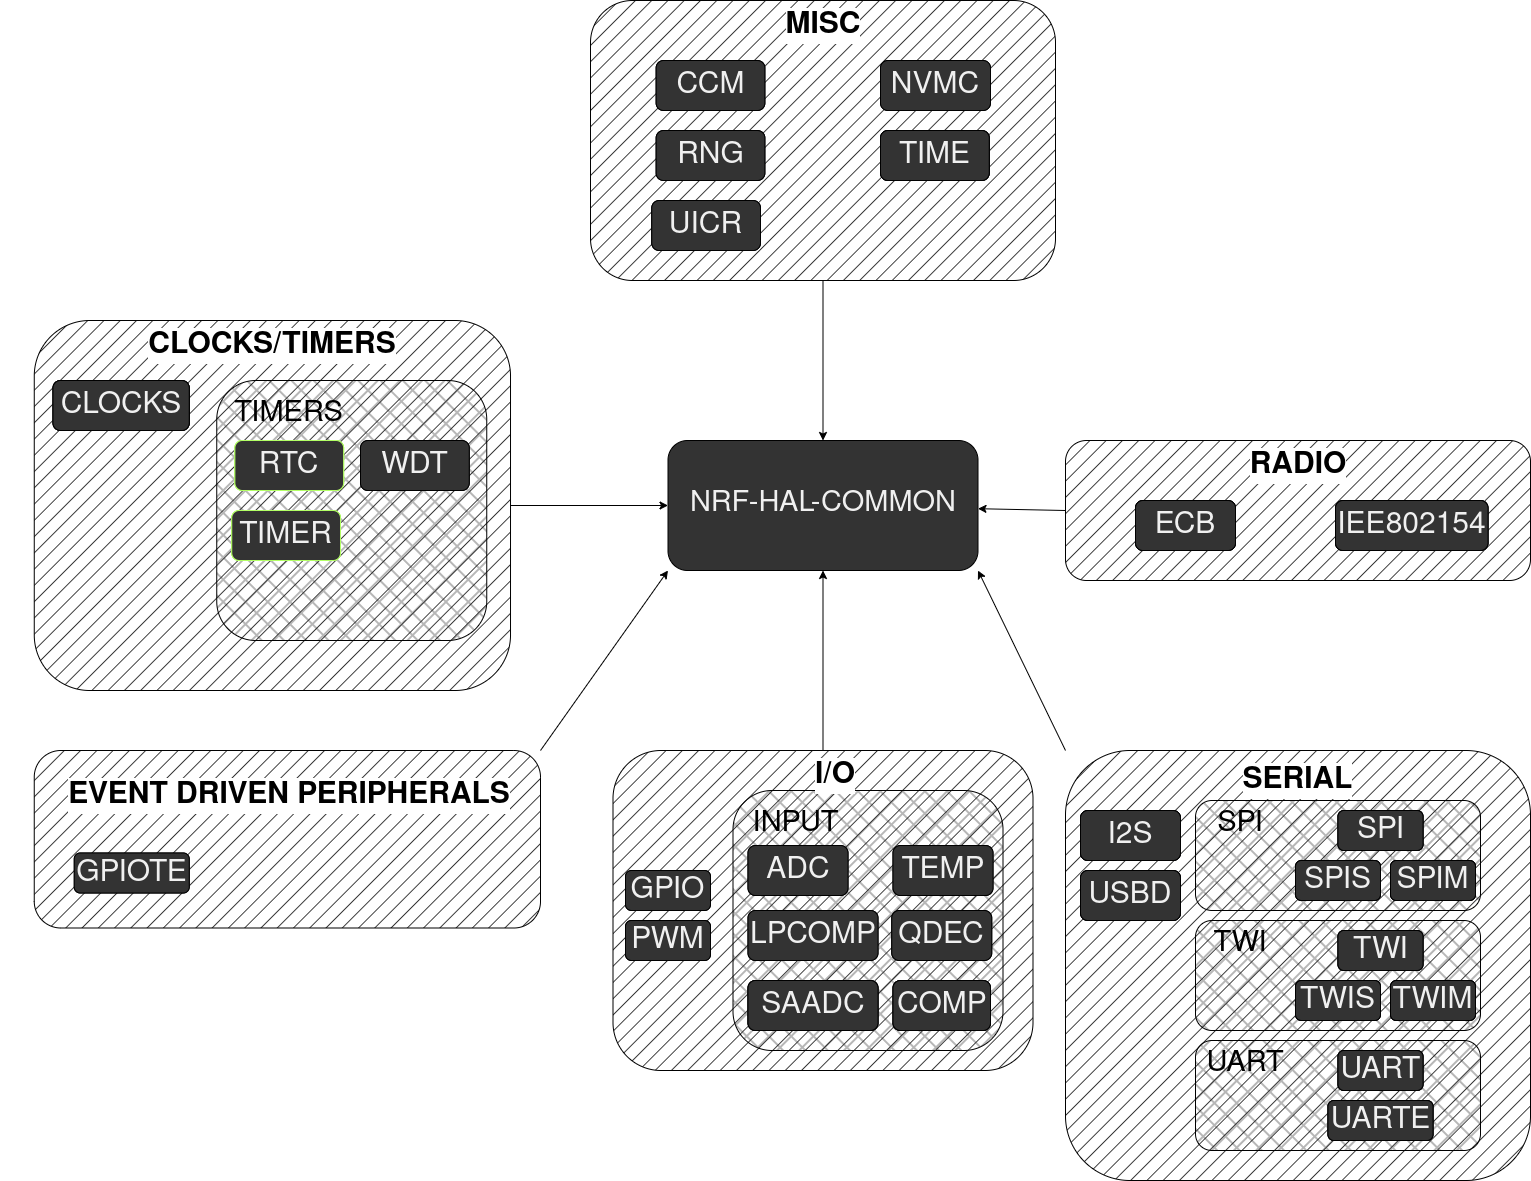 MISC
CCM
NVMC
RNG
TIME
UICR
CLOCKS/TIMERS
CLOCKS
TIMERS
RTC
WDT
TIMER
NRF-HAL-COMMON
RADIO
ECB
IEE802154
EVENT DRIVEN PERIPHERALS
GPIOTE
I/O
GPIO
PWM
INPUT
ADC
TEMP
LPCOMP
QDEC
SAADC
COMP
SERIAL
I2S
USBD
SPI
SPI
SPIS
SPIM
TWI
TWI
TWIS
TWIM
UART
UART
UARTE